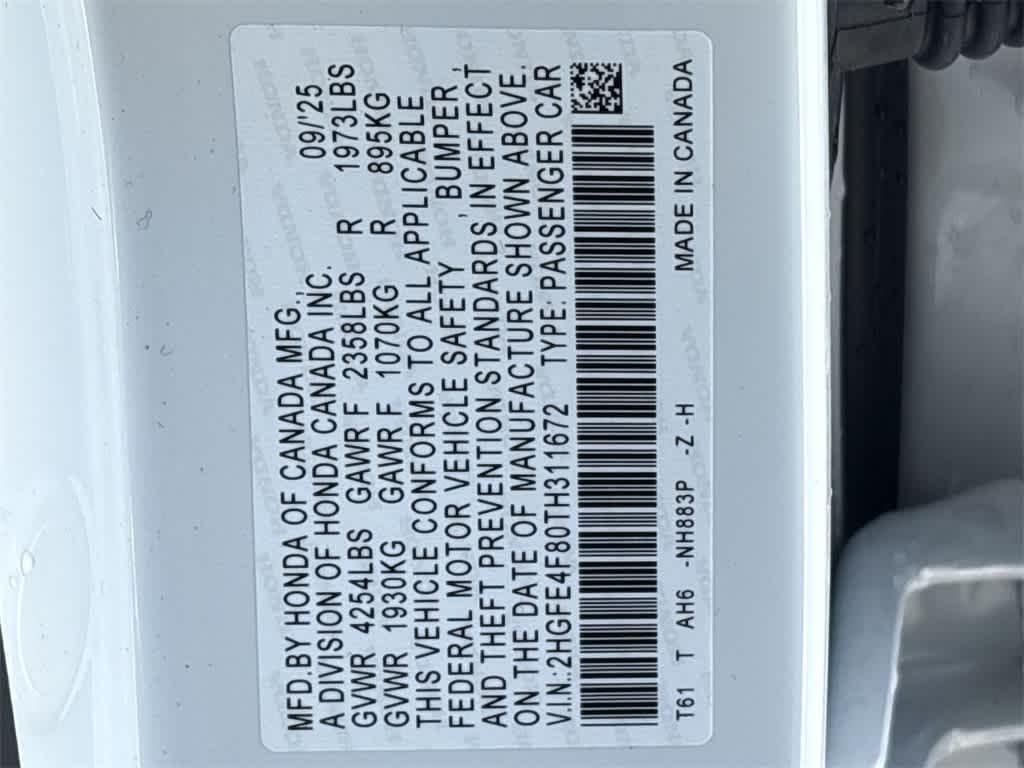 MFD.BY HONDA OF CANADA MFG., 09/'25
A DIVISION OF HONDA CANADA INC.
GVWR 4254LBS GAWR F 2358LBS R 1973LBS
GVWR 1930KG GAWR F 1070KG R 895KG
THIS VEHICLE CONFORMS TO ALL APPLICABLE
FEDERAL MOTOR VEHICLE SAFETY , BUMPER ,
AND THEFT PREVENTION STANDARDS IN EFFECT
ON THE DATE OF MANUFACTURE SHOWN ABOVE.
V.I.N.:2HGFE4F80TH311672 TYPE: PASSENGER CAR
T61 T AH6 -NH883P -Z -H MADE IN CANADA